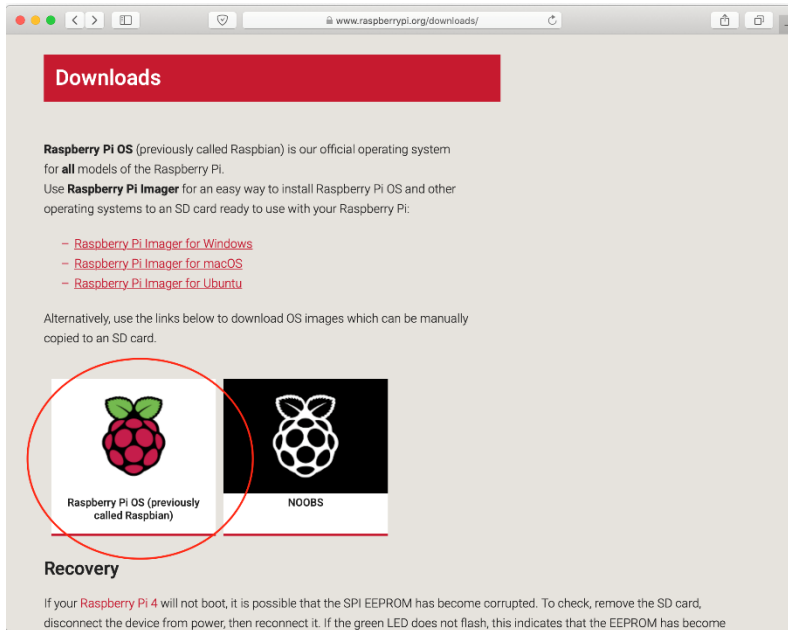 www.raspberrypi.org/downloads/
Downloads
Raspberry Pi OS (previously called Raspbian) is our official operating system
for all models of the Raspberry Pi.
Use Raspberry Pi Imager for an easy way to install Raspberry Pi OS and other
operating systems to an SD card ready to use with your Raspberry Pi:
– Raspberry Pi Imager for Windows
– Raspberry Pi Imager for macOS
– Raspberry Pi Imager for Ubuntu
Alternatively, use the links below to download OS images which can be manually
copied to an SD card.
Raspberry Pi OS (previously
called Raspbian)
NOOBS
Recovery
If your Raspberry Pi 4 will not boot, it is possible that the SPI EEPROM has become corrupted. To check, remove the SD card,
disconnect the device from power, then reconnect it. If the green LED does not flash, this indicates that the EEPROM has become